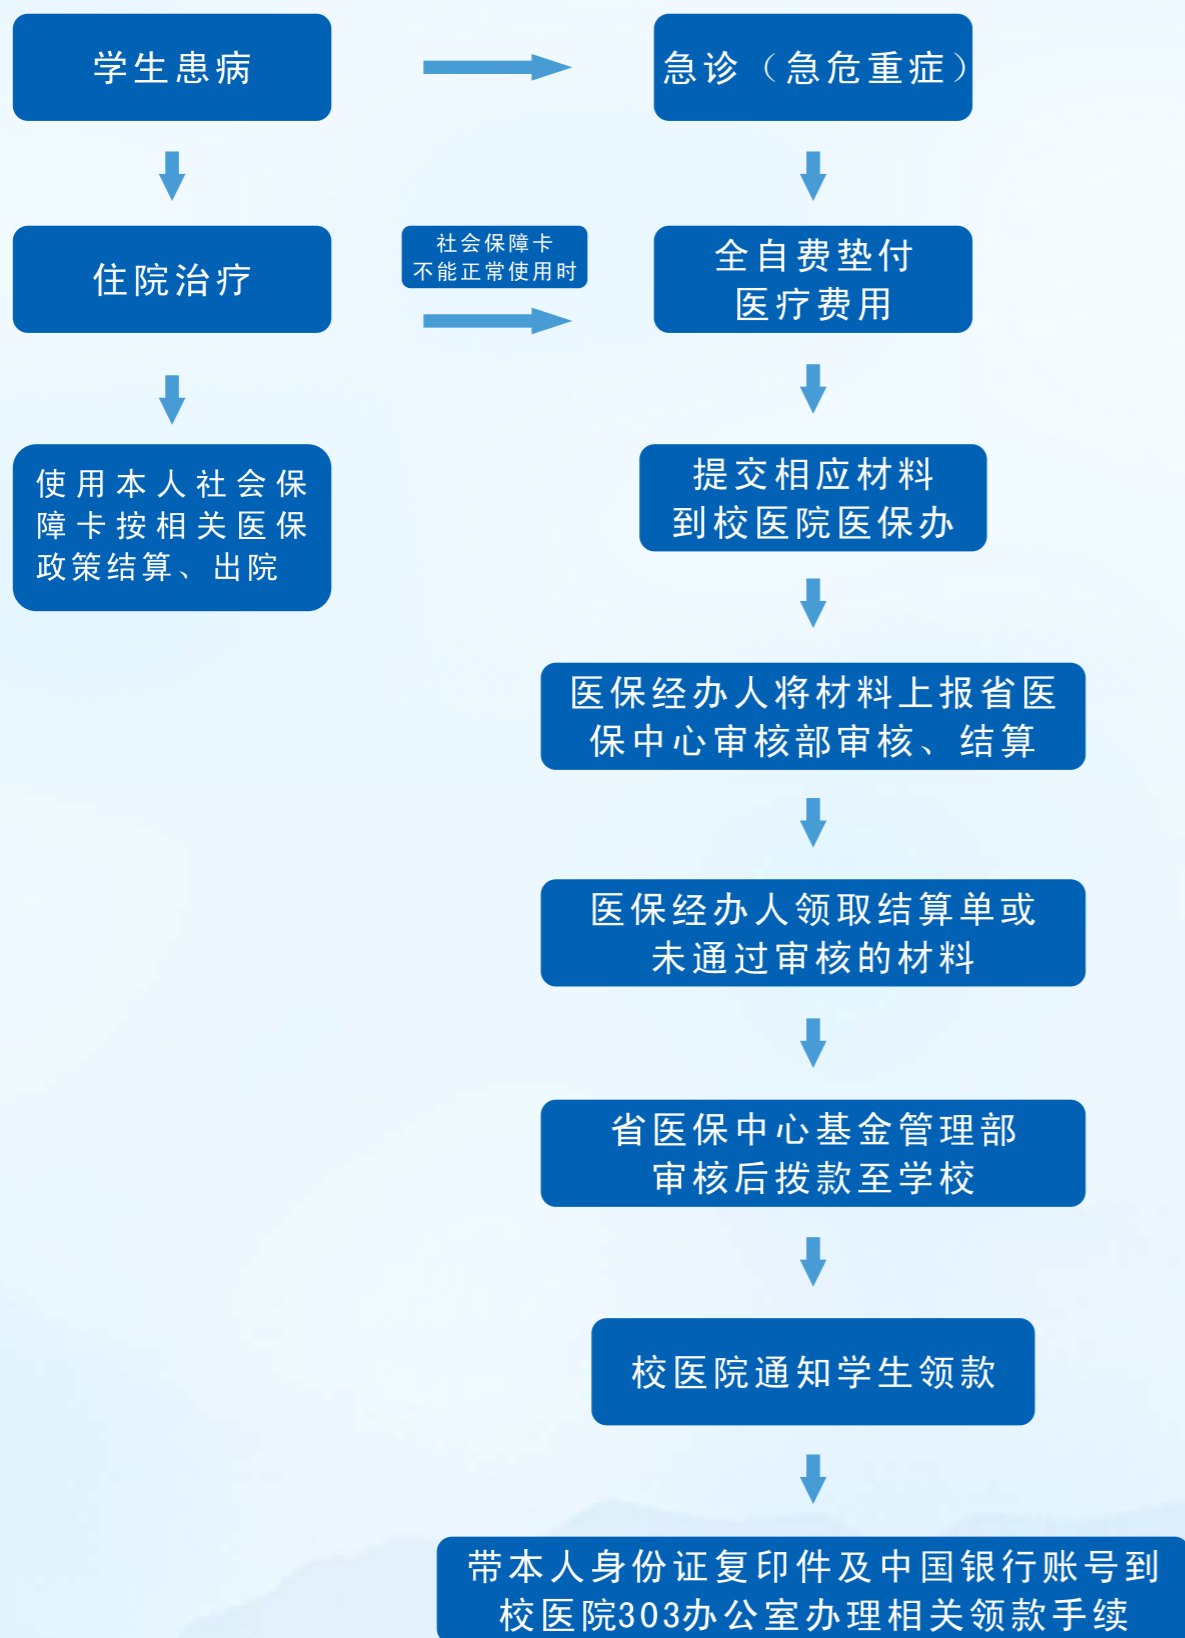 学生患病
急诊（急危重症）
住院治疗
社会保障卡
不能正常使用时
全自费垫付
医疗费用
使用本人社会保
障卡按相关医保
政策结算、出院
提交相应材料
到校医院医保办
医保经办人将材料上报省医
保中心审核部审核、结算
医保经办人领取结算单或
未通过审核的材料
省医保中心基金管理部
审核后拨款至学校
校医院通知学生领款
带本人身份证复印件及中国银行账号到
校医院303办公室办理相关领款手续